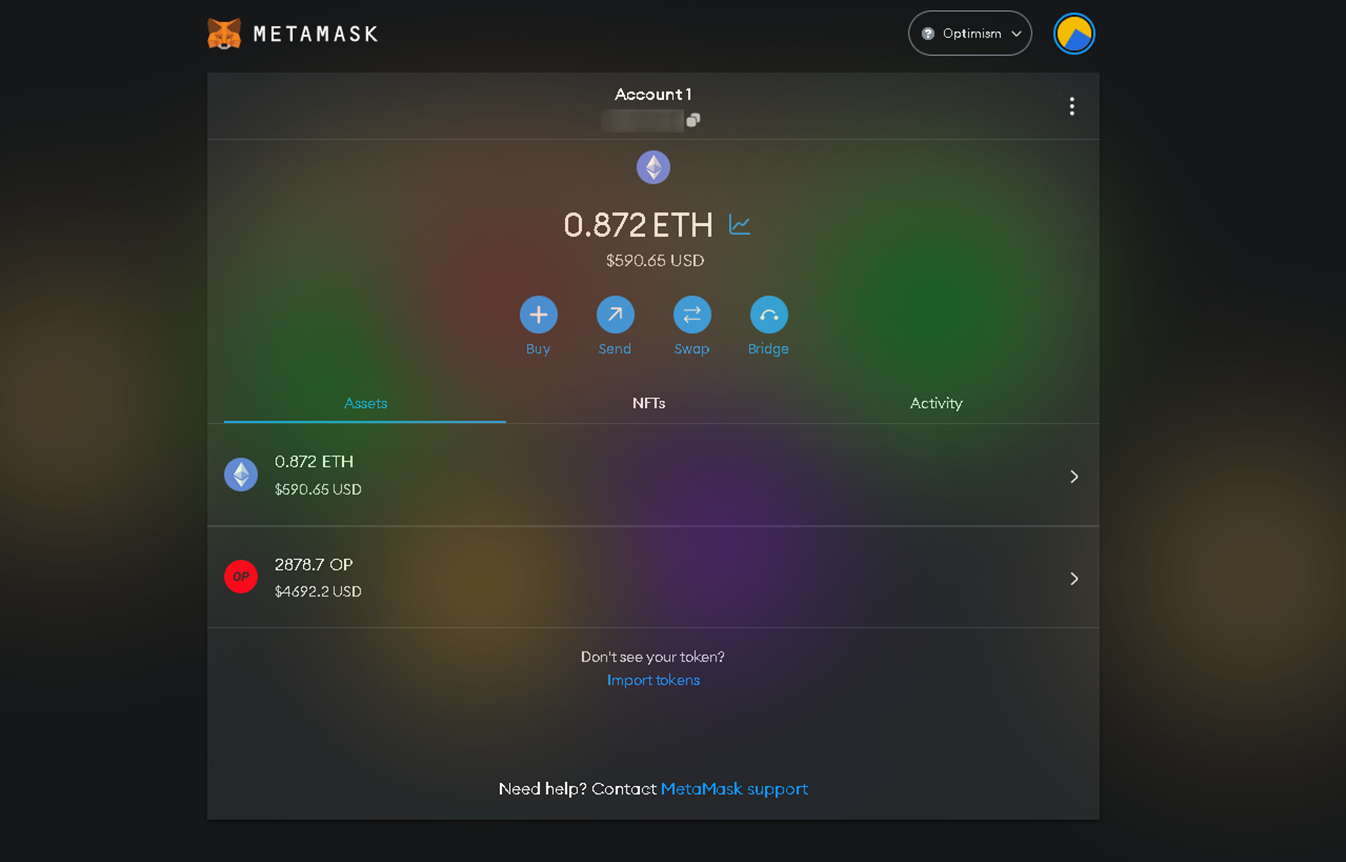 METAMASK
Optimism
Account 1
0.872 ETH
$590.65 USD
Buy Send Swap Bridge
Assets NFTs Activity
0.872 ETH
$590.65 USD
OP
2878.7 OP
$4692.2 USD
Don't see your token?
Import tokens
Need help? Contact MetaMask support